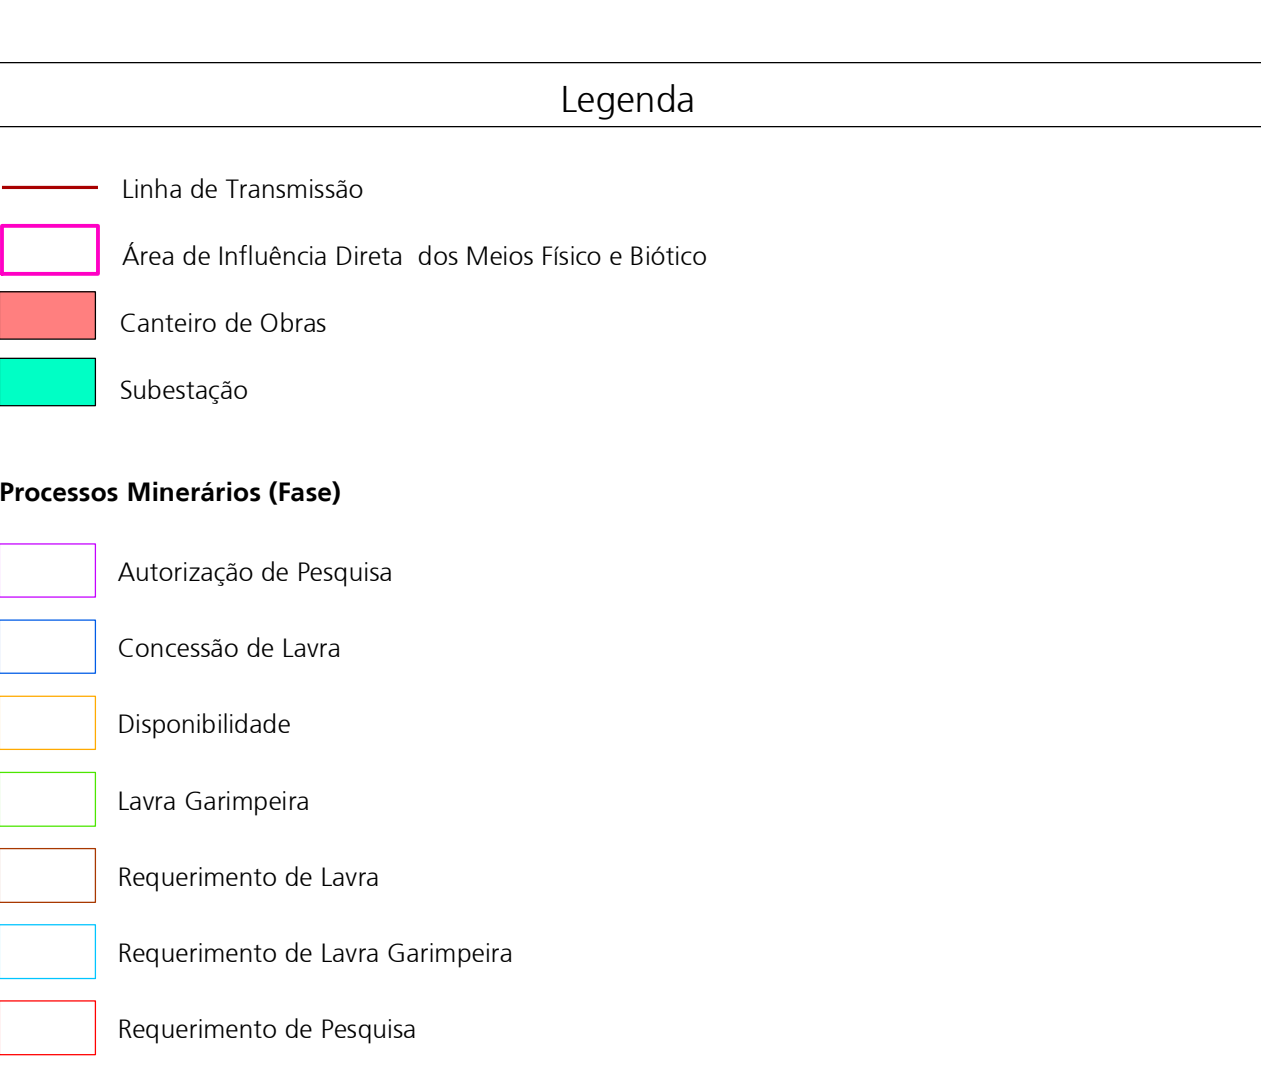 Legenda
Linha de Transmissão
Área de Influência Direta  dos Meios Físico e Biótico
Canteiro de Obras
Subestação
Processos Minerários (Fase)
Autorização de Pesquisa
Concessão de Lavra
Disponibilidade
Lavra Garimpeira
Requerimento de Lavra
Requerimento de Lavra Garimpeira
Requerimento de Pesquisa